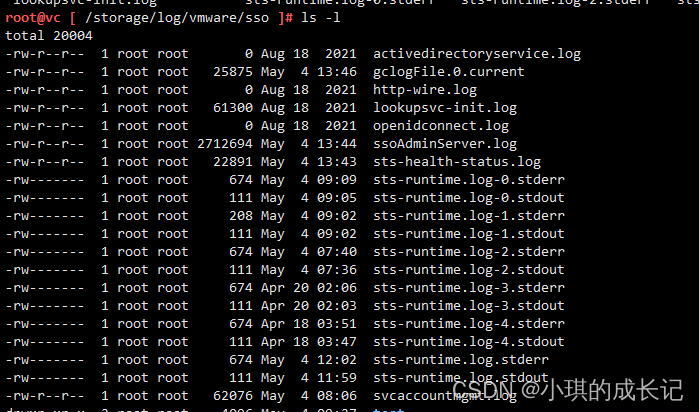 lookupsvc-init.log sts-runtime.log-0.stderr sts-runtime.log-2.stderr sts-
root@vc [ /storage/log/vmware/sso ]# ls -l
total 20004
-rw-r--r-- 1 root root 0 Aug 18 2021 activedirectoryservice.log
-rw-r--r-- 1 root root 25875 May 4 13:46 gclogFile.0.current
-rw-r--r-- 1 root root 0 Aug 18 2021 http-wire.log
-rw-r--r-- 1 root root 61300 Aug 18 2021 lookupsvc-init.log
-rw-r--r-- 1 root root 0 Aug 18 2021 openidconnect.log
-rw-r--r-- 1 root root 2712694 May 4 13:44 ssoAdminServer.log
-rw-r--r-- 1 root root 22891 May 4 13:43 sts-health-status.log
-rw------- 1 root root 674 May 4 09:09 sts-runtime.log-0.stderr
-rw------- 1 root root 111 May 4 09:05 sts-runtime.log-0.stdout
-rw------- 1 root root 208 May 4 09:02 sts-runtime.log-1.stderr
-rw------- 1 root root 111 May 4 09:02 sts-runtime.log-1.stdout
-rw------- 1 root root 674 May 4 07:40 sts-runtime.log-2.stderr
-rw------- 1 root root 111 May 4 07:36 sts-runtime.log-2.stdout
-rw------- 1 root root 674 Apr 20 02:06 sts-runtime.log-3.stderr
-rw------- 1 root root 111 Apr 20 02:03 sts-runtime.log-3.stdout
-rw------- 1 root root 674 Apr 18 03:51 sts-runtime.log-4.stderr
-rw------- 1 root root 111 Apr 18 03:47 sts-runtime.log-4.stdout
-rw------- 1 root root 674 May 4 12:02 sts-runtime.log.stderr
-rw------- 1 root root 111 May 4 11:59 sts-runtime.log.stdout
-rw------- 1 root root 62076 May 4 08:06 svcaccountmgmt.log
CSDN @小琪的成长记